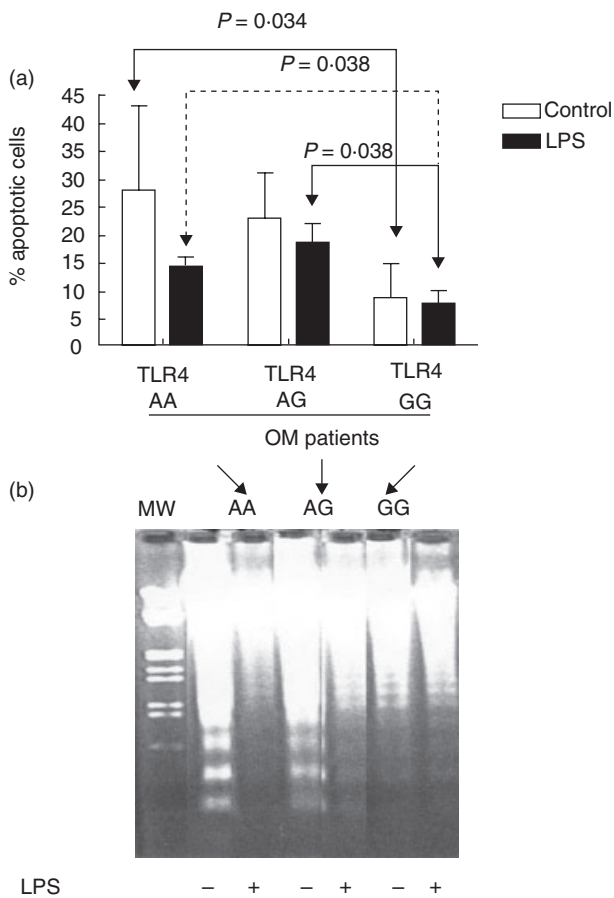 P = 0·034
(a)
P = 0·038
P = 0·038
Control
LPS
% apoptotic cells
45
40
35
30
25
20
15
10
5
0
TLR4 TLR4 TLR4
AA AG GG
OM patients
(b)
MW AA AG GG
LPS – + – + – +